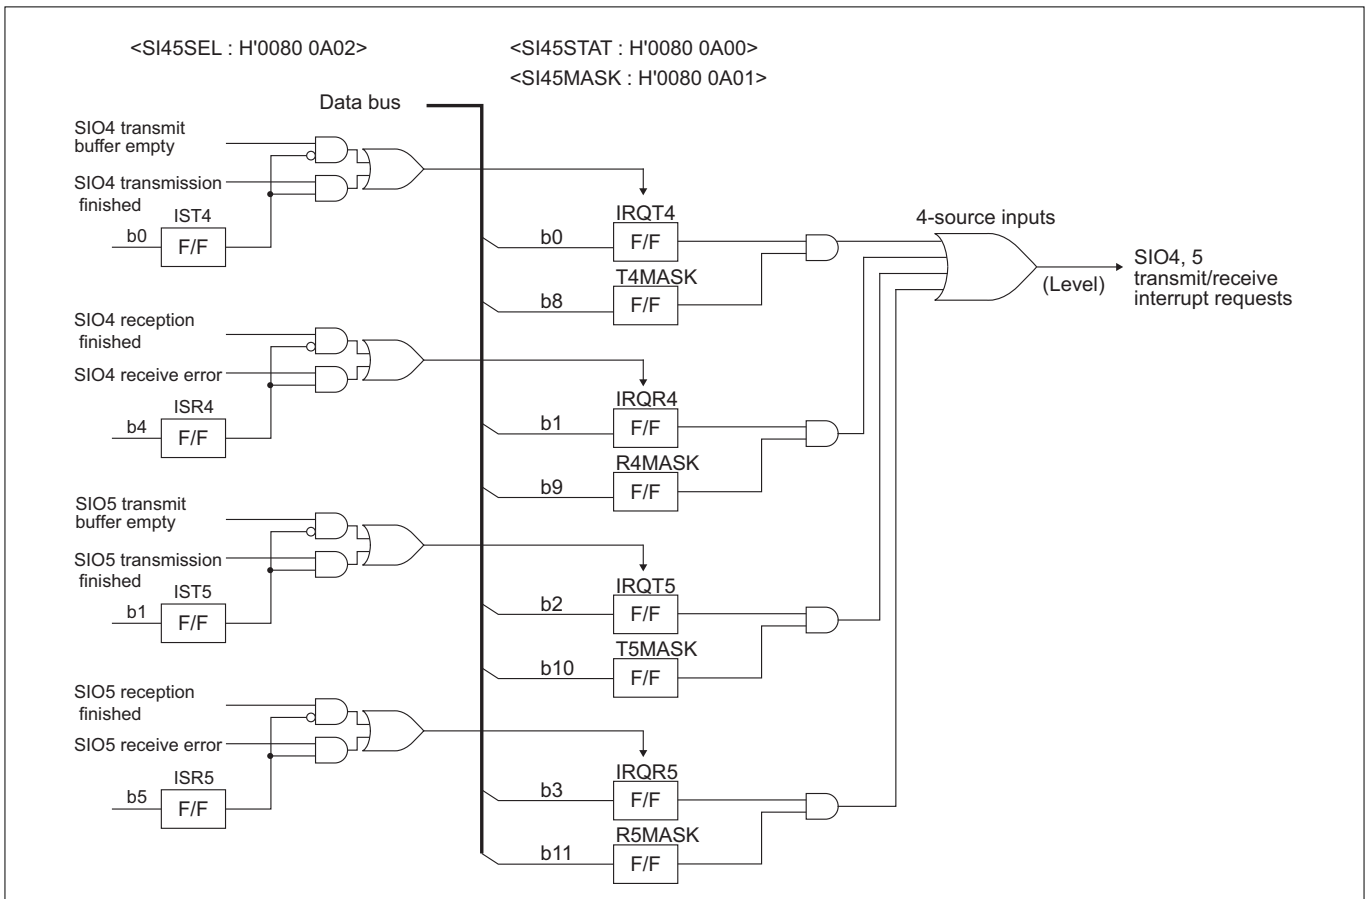 <SI45SEL : H'0080 0A02>
<SI45STAT : H'0080 0A00>
<SI45MASK : H'0080 0A01>
Data bus
SIO4 transmit
buffer empty
SIO4 transmission
finished
IST4
b0
F/F
IRQT4
b0
F/F
T4MASK
b8
F/F
4-source inputs
(Level)
SIO4, 5
transmit/receive
interrupt requests
SIO4 reception
finished
SIO4 receive error
ISR4
b4
F/F
IRQR4
b1
F/F
R4MASK
b9
F/F
SIO5 transmit
buffer empty
SIO5 transmission
finished
IST5
b1
F/F
IRQT5
b2
F/F
T5MASK
b10
F/F
SIO5 reception
finished
SIO5 receive error
ISR5
b5
F/F
IRQR5
b3
F/F
R5MASK
b11
F/F